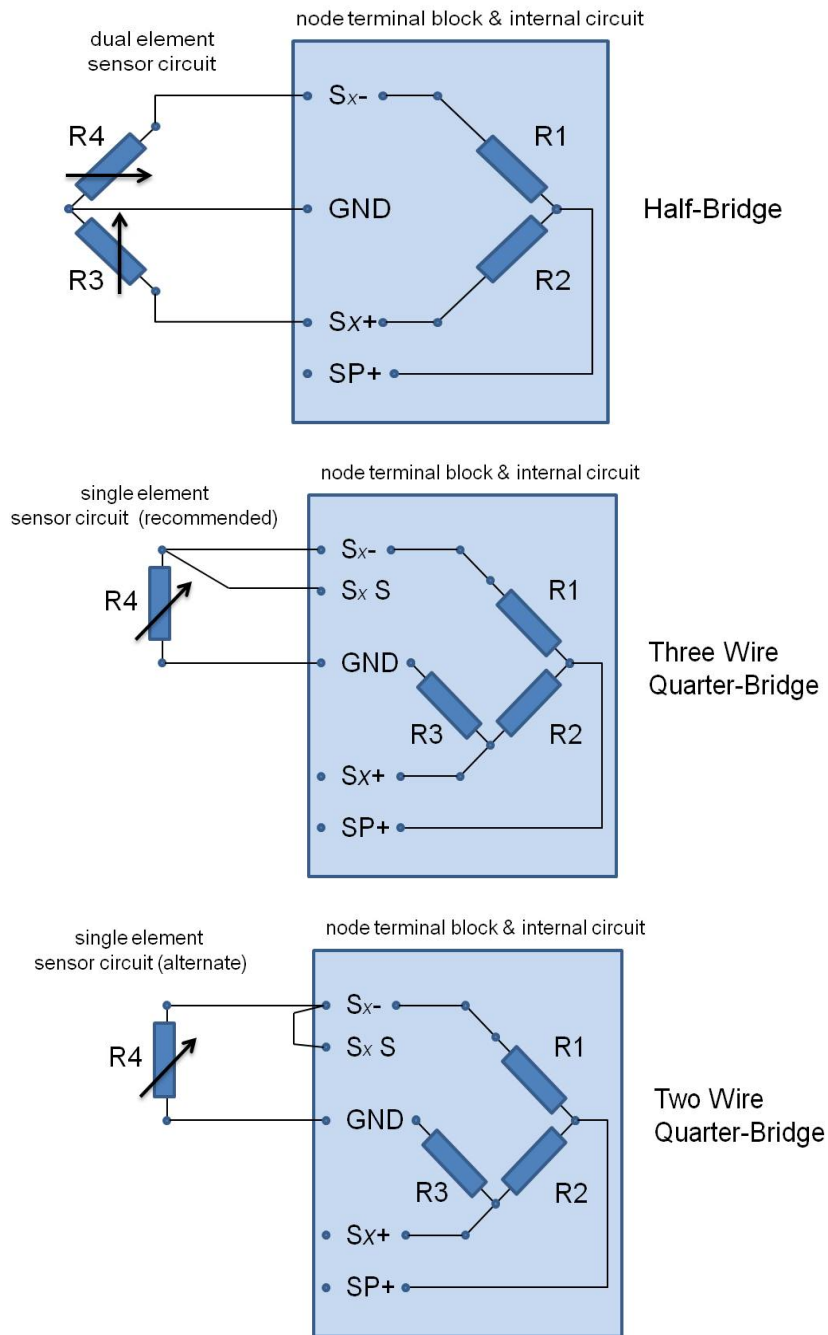 node terminal block & internal circuit
dual element
sensor circuit
Sx-
R4
R1
GND
Half-Bridge
R3
R2
Sx+
SP+
node terminal block & internal circuit
single element
sensor circuit (recommended)
Sx-
Sx S
R4
R1
GND
Three Wire
Quarter-Bridge
R3
R2
Sx+
SP+
node terminal block & internal circuit
single element
sensor circuit (alternate)
Sx-
Sx S
R4
R1
GND
Two Wire
Quarter-Bridge
R3
R2
Sx+
SP+